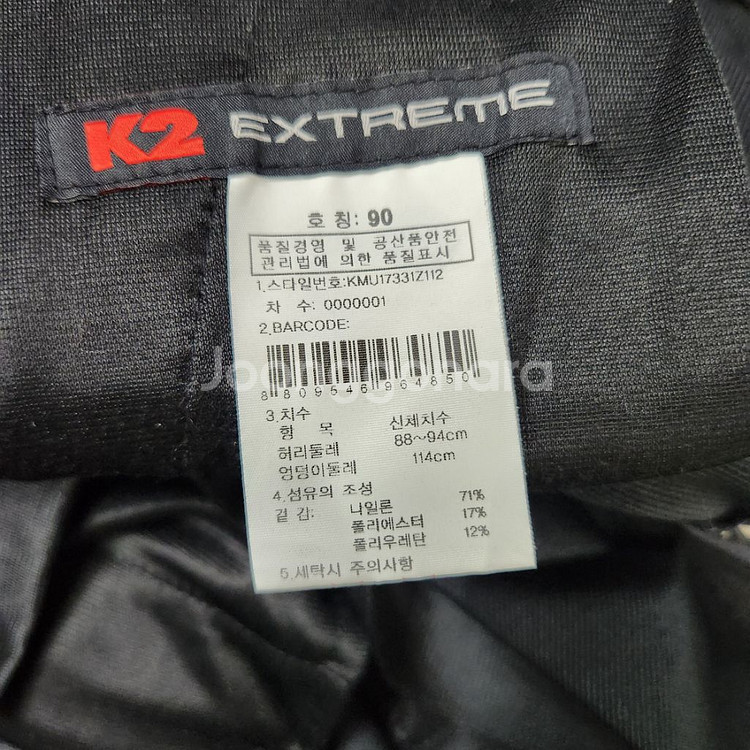 K2 EXTREME
호 칭: 90
품질경영 및 공산품안전
관리법에 의한 품질표시
1.스타일번호:KMU17331Z112
차 수: 0000001
2.BARCODE:
8 809546 964850
Joonggonara
3.치수
항 목 신체치수
허리둘레 88~94cm
엉덩이둘레 114cm
4.섬유의 조성
겉 감: 나일론 71%
폴리에스터 17%
폴리우레탄 12%
5.세탁시 주의사항